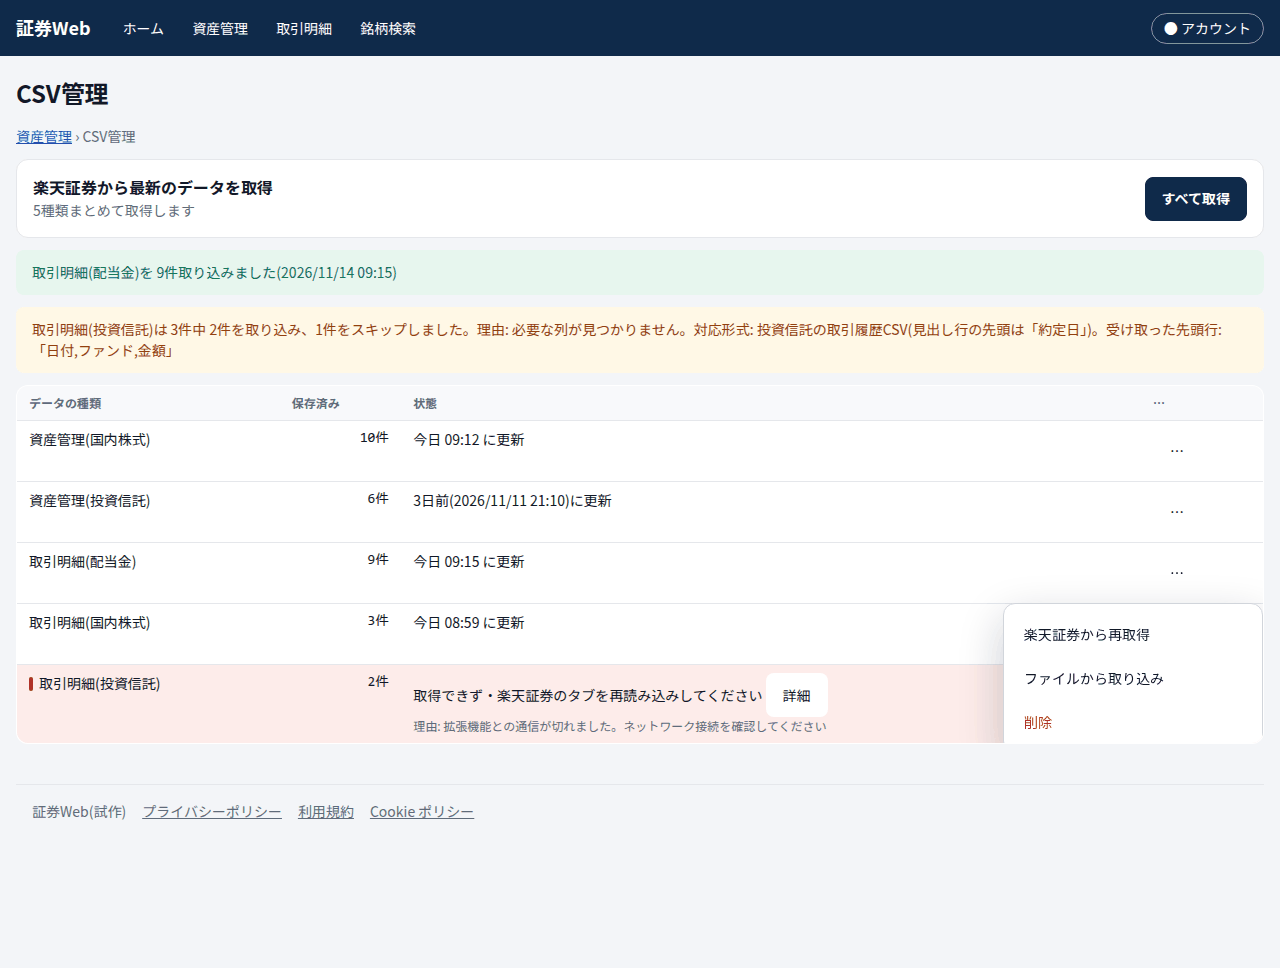 証券Web ホーム 資産管理 取引明細 銘柄検索 アカウント
CSV管理
資産管理 › CSV管理
楽天証券から最新のデータを取得
5種類まとめて取得します
すべて取得
取引明細(配当金)を 9件取り込みました(2026/11/14 09:15)
取引明細(投資信託)は 3件中 2件を取り込み、1件をスキップしました。理由: 必要な列が見つかりません。対応形式: 投資信託の取引履歴CSV(見出し行の先頭は「約定日」)。受け取った先頭行:
「日付,ファンド,金額」
データの種類 保存済み 状態 …
資産管理(国内株式) 10件 今日 09:12 に更新 …
資産管理(投資信託) 6件 3日前(2026/11/11 21:10)に更新 …
取引明細(配当金) 9件 今日 09:15 に更新 …
取引明細(国内株式) 3件 今日 08:59 に更新
楽天証券から再取得
ファイルから取り込み
削除
取引明細(投資信託) 2件 取得できず・楽天証券のタブを再読み込みしてください 詳細
理由: 拡張機能との通信が切れました。ネットワーク接続を確認してください
証券Web(試作) プライバシーポリシー 利用規約 Cookie ポリシー